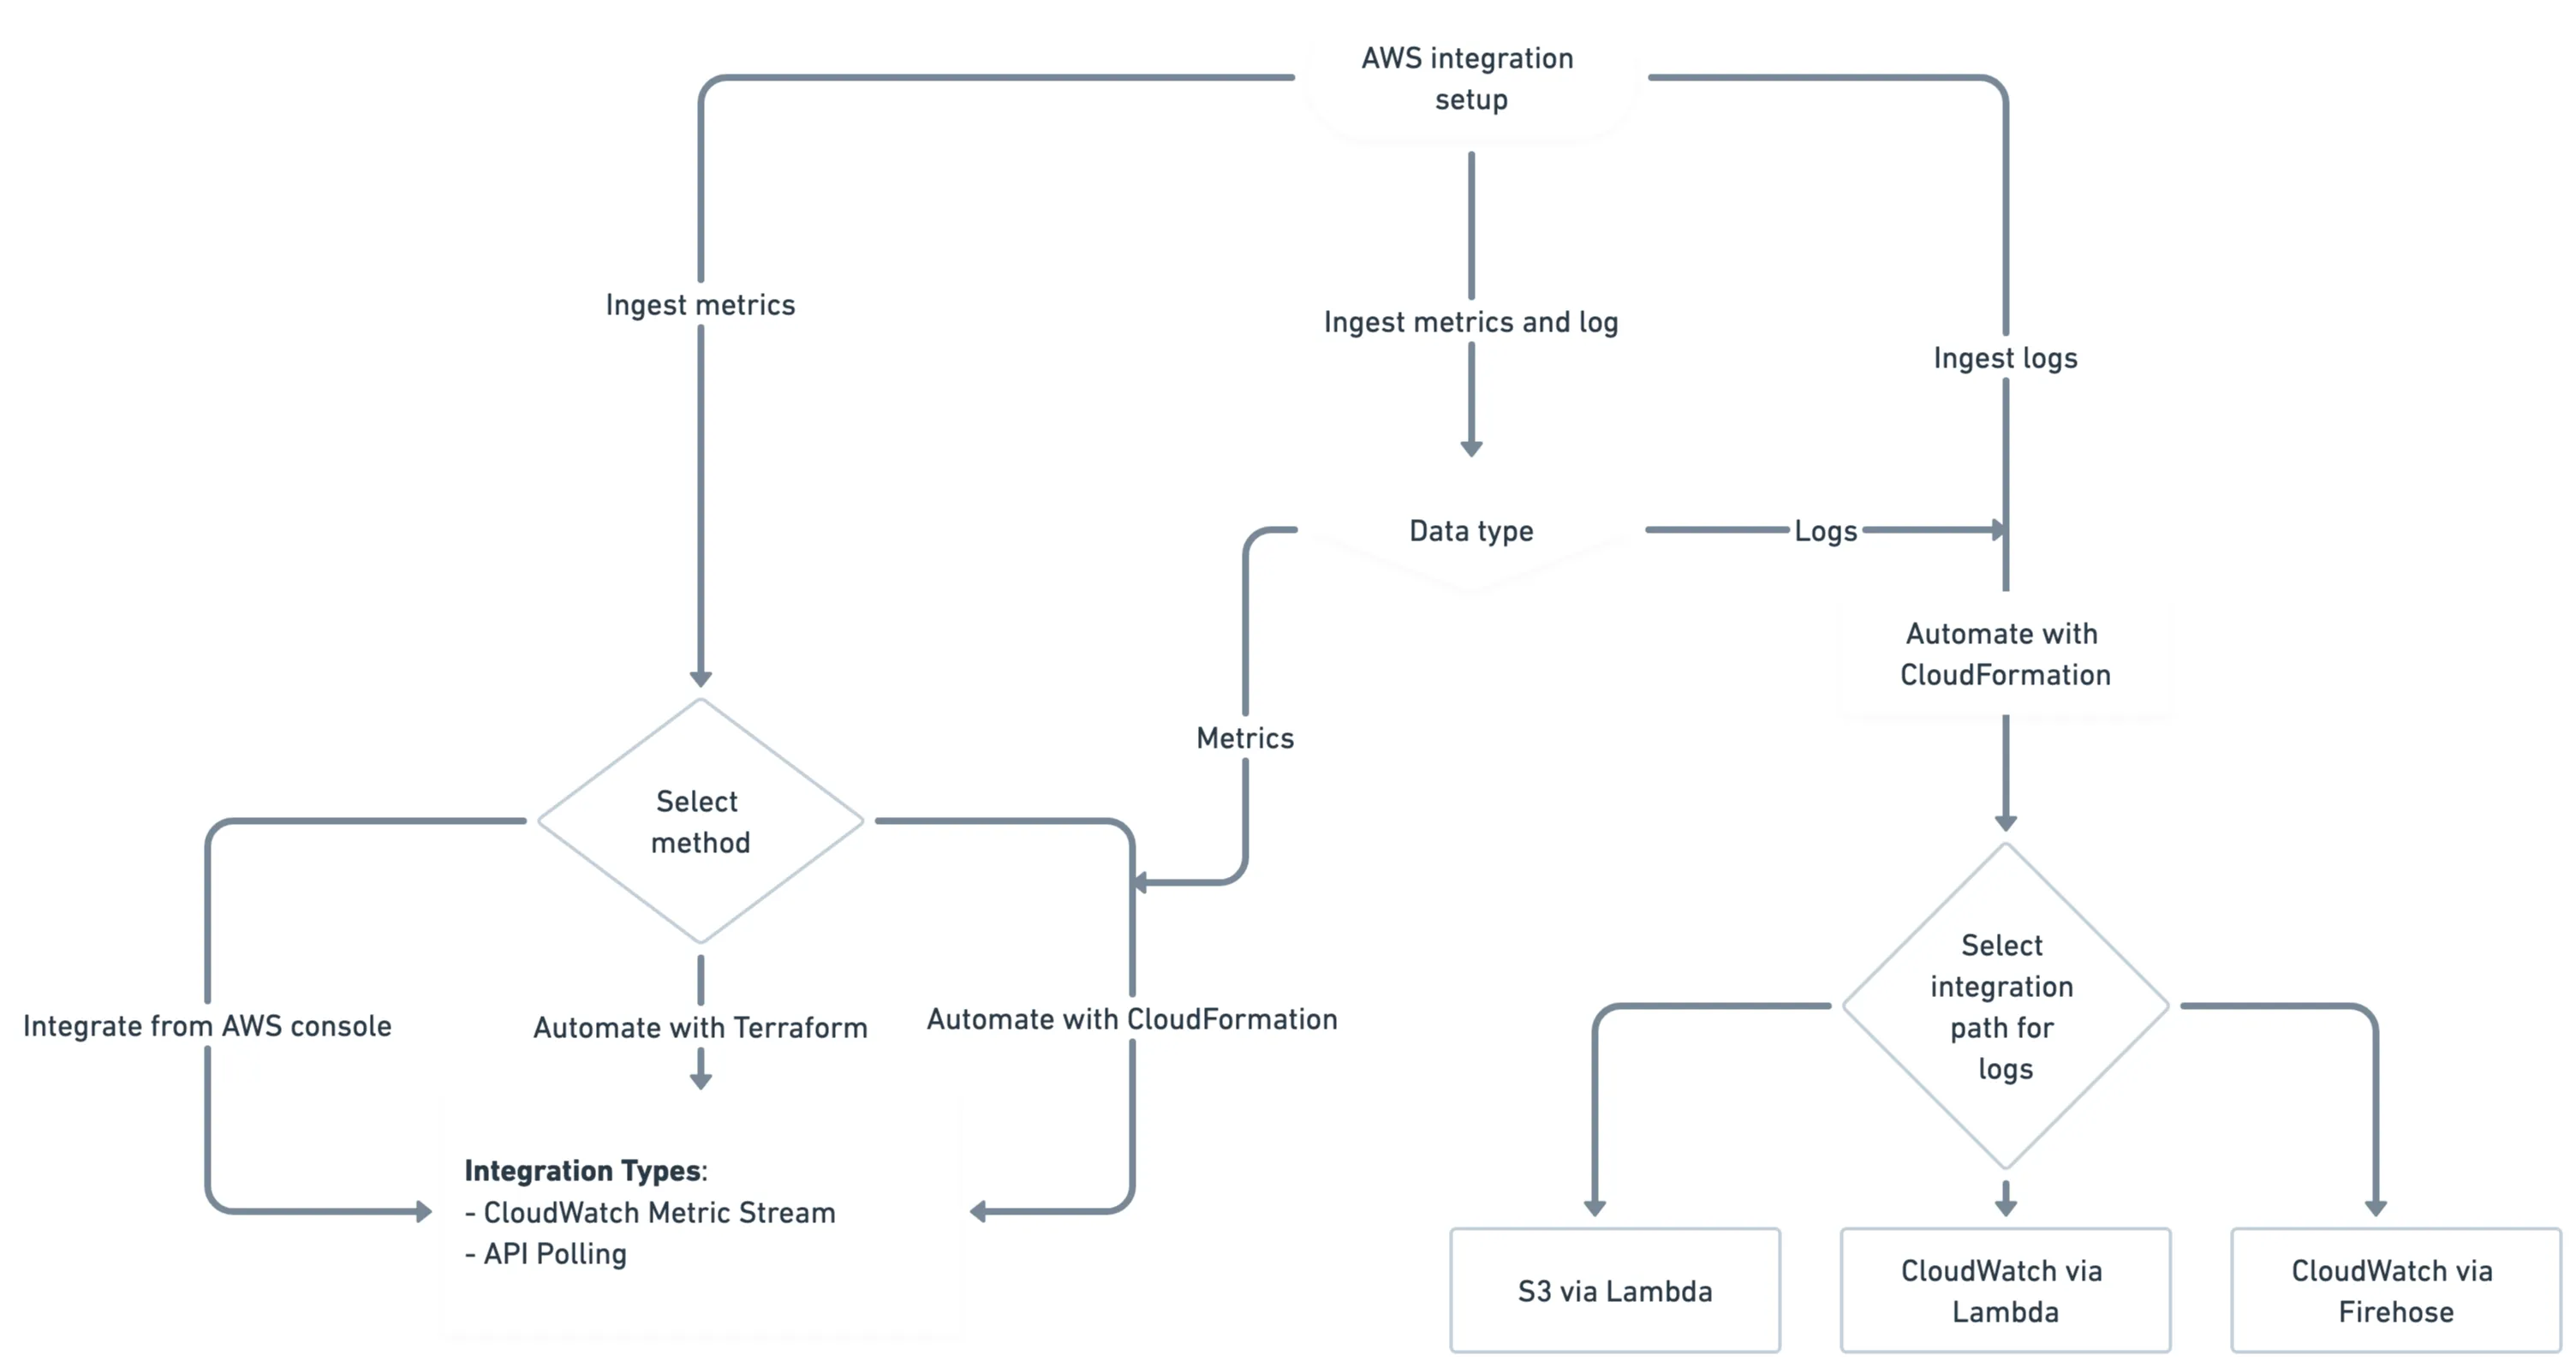 AWS integration
setup
Ingest metrics
Ingest metrics and log
Ingest logs
Data type
Logs
Automate with
CloudFormation
Metrics
Select
method
Select
integration
path for
logs
Integrate from AWS console
Automate with Terraform
Automate with CloudFormation
Integration Types:
- CloudWatch Metric Stream
- API Polling
S3 via Lambda
CloudWatch via
Lambda
CloudWatch via
Firehose